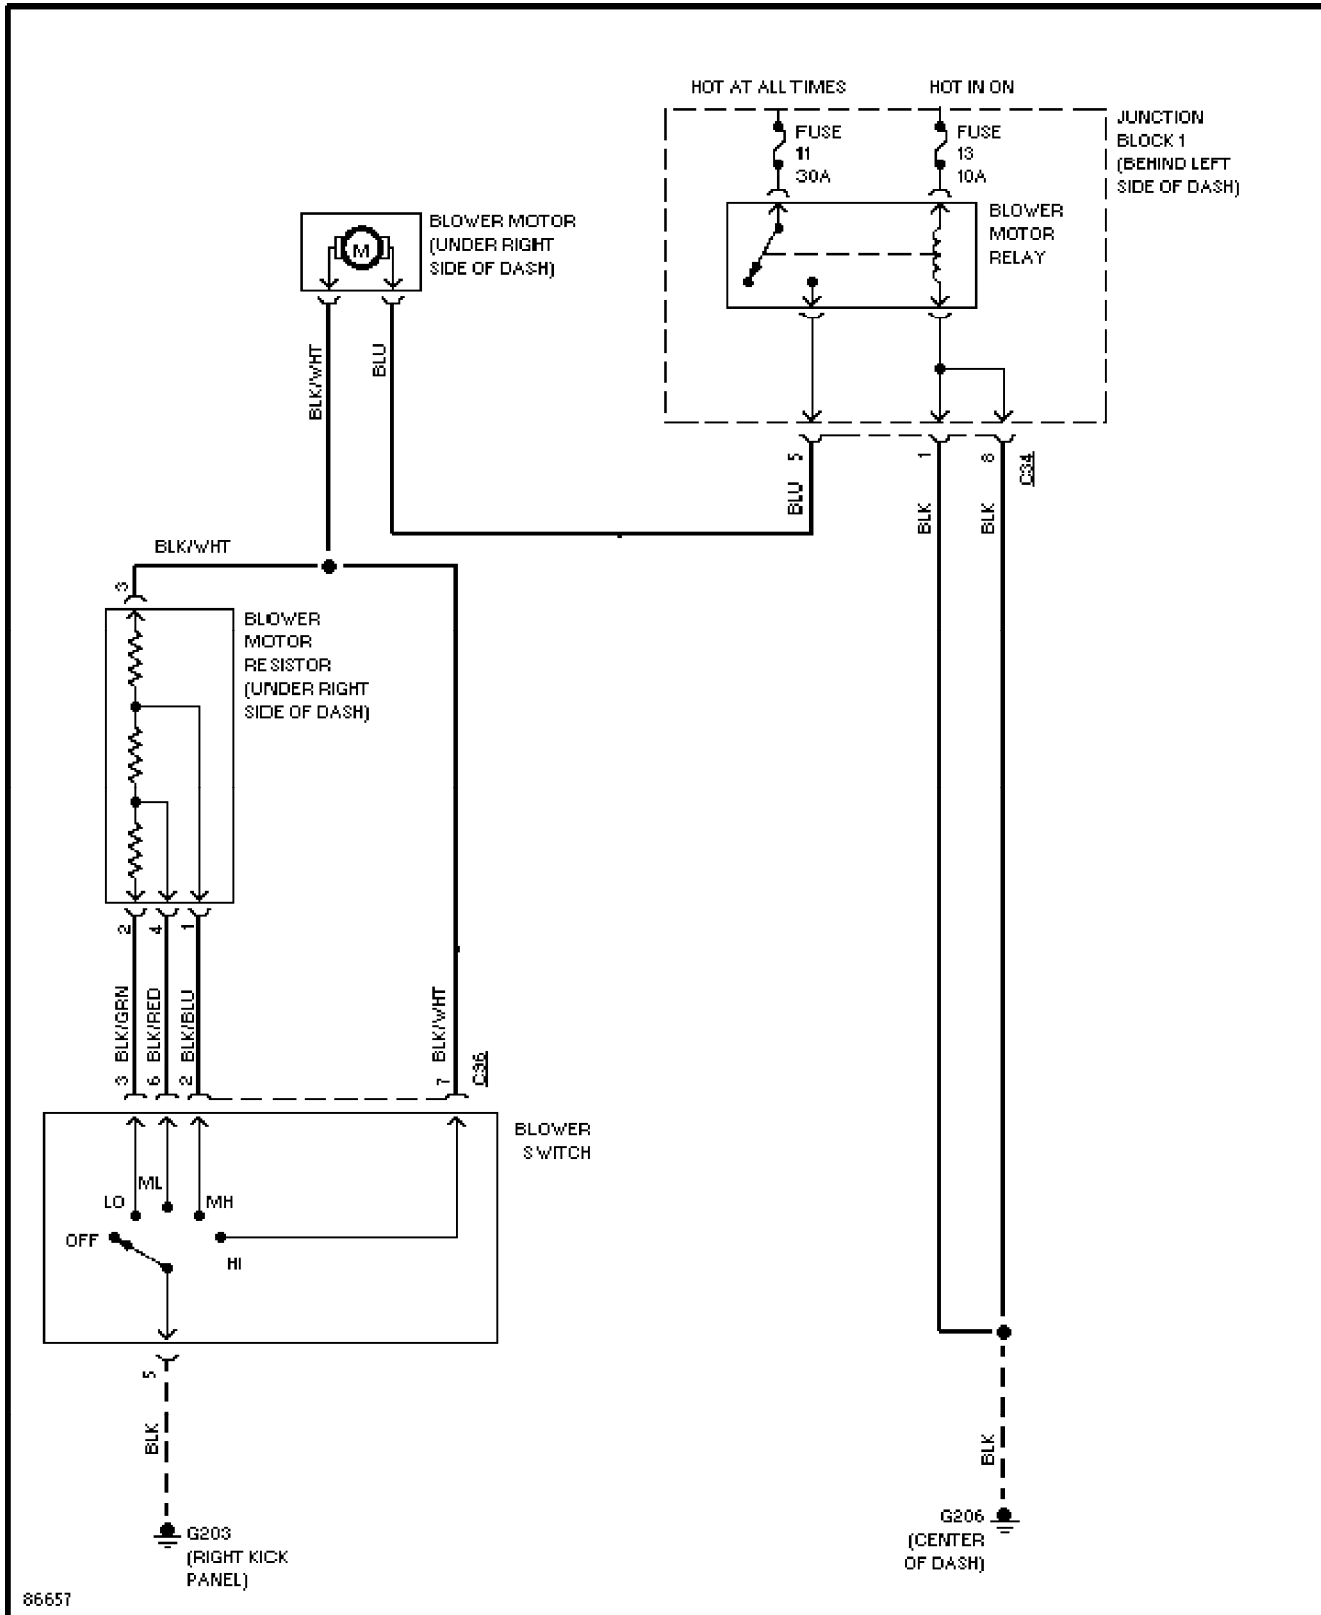 HOT AT ALL TIMES
HOT IN ON
FUSE
11
30A
FUSE
13
10A
JUNCTION
BLOCK 1
(BEHIND LEFT
SIDE OF DASH)
BLOWER
MOTOR
RELAY
M
BLOWER MOTOR
(UNDER RIGHT
SIDE OF DASH)
BLK/WHT
BLU
5
1
8
C34
BLU
BLK
BLK
BLK/WHT
3
BLOWER
MOTOR
RESISTOR
(UNDER RIGHT
SIDE OF DASH)
2
4
1
BLK/GRN
BLK/RED
BLK/BLU
BLK/WHT
3
6
2
7
C36
BLOWER
SWITCH
LO
ML
MH
OFF
HI
5
BLK
G203
(RIGHT KICK
PANEL)
BLK
G206
(CENTER
OF DASH)
86657